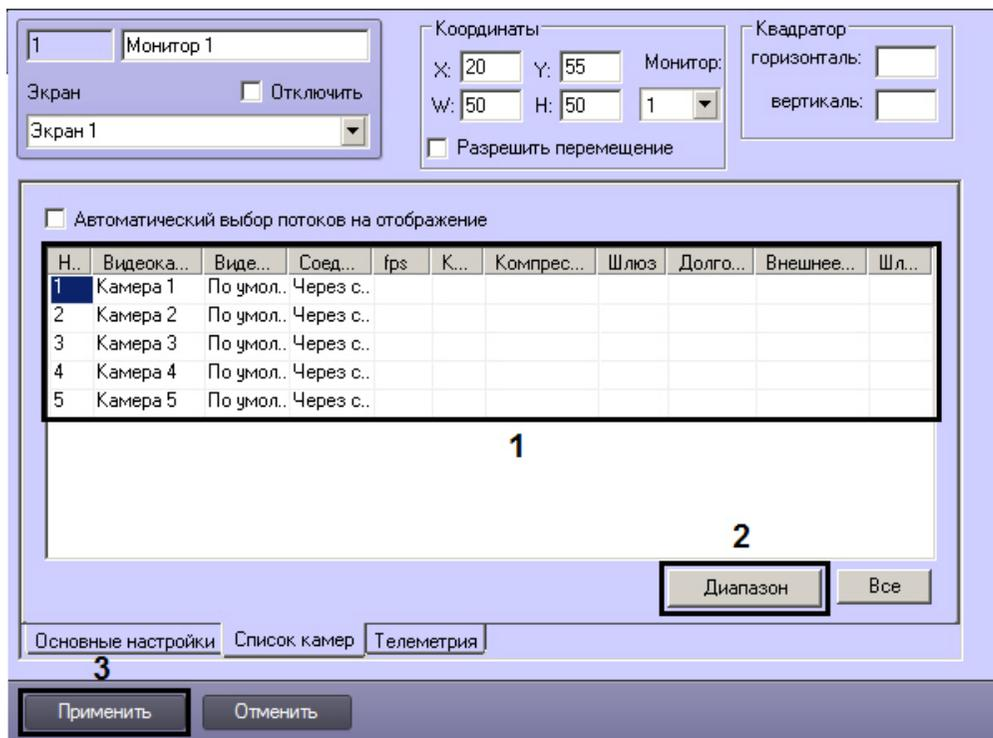 1 Монитор 1
Экран Отключить
Экран 1
Координаты
X: 20 Y: 55 Монитор:
W: 50 H: 50 1
Разрешить перемещение
Квадратор
горизонталь:
вертикаль:
Автоматический выбор потоков на отображение
Н.. Видеока... Виде... Соед... fps К... Компрес... Шлюз Долго... Внешнее... Шл...
1 Камера 1 По умол.. Через с..
2 Камера 2 По умол.. Через с..
3 Камера 3 По умол.. Через с..
4 Камера 4 По умол.. Через с..
5 Камера 5 По умол.. Через с..
1
2
Диапазон Все
Основные настройки Список камер Телеметрия
3
Применить Отменить